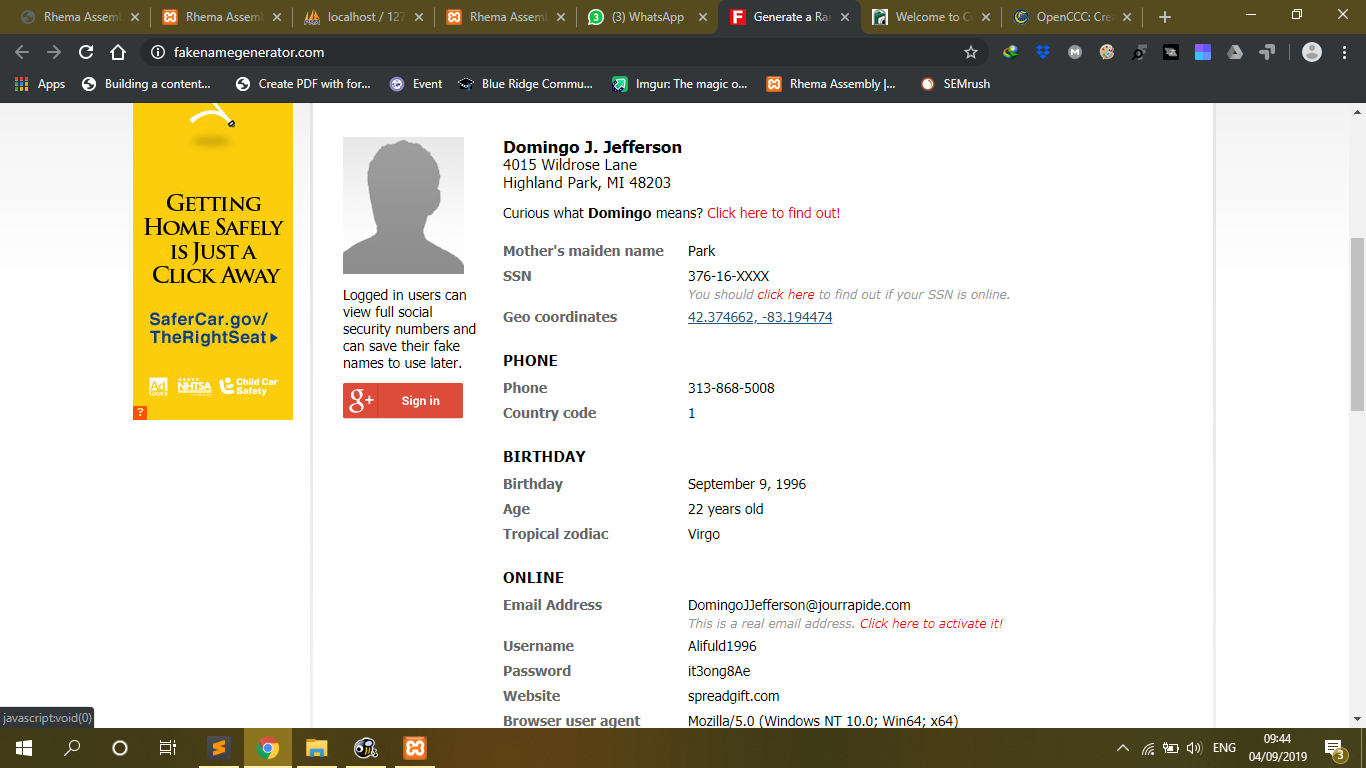 Rhema Assem
Rhema Assem
localhost / 127
Rhema Assem
(3) WhatsApp
Generate a Ra
Welcome to C
OpenCCC: Cre
fakenamegenerator.com
Apps
Building a content...
Create PDF with for...
Event
Blue Ridge Commu...
Imgur: The magic o...
Rhema Assembly |...
SEMrush
GETTING
HOME SAFELY
IS JUST A
CLICK AWAY
SaferCar.gov/
TheRightSeat
Ad
NHTSA
Child Car
Safety
?
Logged in users can
view full social
security numbers and
can save their fake
names to use later.
g+ Sign in
Domingo J. Jefferson
4015 Wildrose Lane
Highland Park, MI 48203
Curious what Domingo means? Click here to find out!
Mother's maiden name Park
SSN 376-16-XXXX
You should click here to find out if your SSN is online.
Geo coordinates 42.374662, -83.194474
PHONE
Phone 313-868-5008
Country code 1
BIRTHDAY
Birthday September 9, 1996
Age 22 years old
Tropical zodiac Virgo
ONLINE
Email Address DomingoJJefferson@jourrapide.com
This is a real email address. Click here to activate it!
Username Alifuld1996
Password it3ong8Ae
Website spreadgift.com
Browser user agent Mozilla/5.0 (Windows NT 10.0; Win64; x64)
javascript:void(0)
ENG
09:44
04/09/2019
3